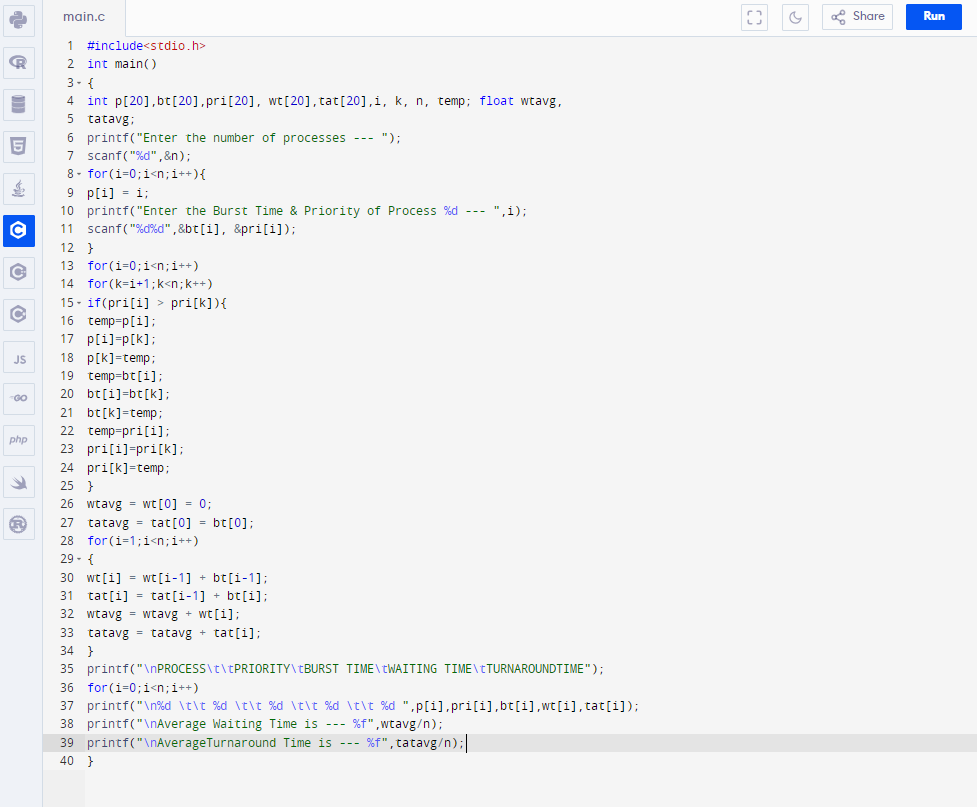 main.c
Share
Run
1 #include<stdio.h>
2 int main()
3 {
4 int p[20],bt[20],pri[20], wt[20],tat[20],i, k, n, temp; float wtavg,
5 tatavg;
6 printf("Enter the number of processes --- ");
7 scanf("%d",&n);
8 for(i=0;i<n;i++){
9 p[i] = i;
10 printf("Enter the Burst Time & Priority of Process %d --- ",i);
11 scanf("%d%d",&bt[i], &pri[i]);
12 }
13 for(i=0;i<n;i++)
14 for(k=i+1;k<n;k++)
15 if(pri[i] > pri[k]){
16 temp=p[i];
17 p[i]=p[k];
18 p[k]=temp;
19 temp=bt[i];
20 bt[i]=bt[k];
21 bt[k]=temp;
22 temp=pri[i];
23 pri[i]=pri[k];
24 pri[k]=temp;
25 }
26 wtavg = wt[0] = 0;
27 tatavg = tat[0] = bt[0];
28 for(i=1;i<n;i++)
29 {
30 wt[i] = wt[i-1] + bt[i-1];
31 tat[i] = tat[i-1] + bt[i];
32 wtavg = wtavg + wt[i];
33 tatavg = tatavg + tat[i];
34 }
35 printf("\nPROCESS\t\tPRIORITY\tBURST TIME\tWAITING TIME\tTURNAROUNDTIME");
36 for(i=0;i<n;i++)
37 printf("\n%d \t\t %d \t\t %d \t\t %d \t\t %d ",p[i],pri[i],bt[i],wt[i],tat[i]);
38 printf("\nAverage Waiting Time is --- %f",wtavg/n);
39 printf("\nAverageTurnaround Time is --- %f",tatavg/n);
40 }
R
5
C
C
C
JS
GO
php
R